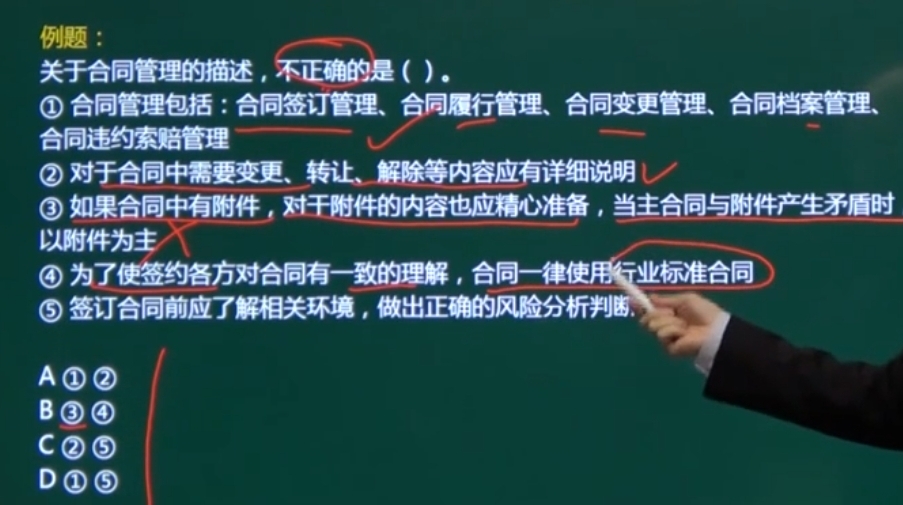 例题：
关于合同管理的描述，不正确的是（ ）。
① 合同管理包括：合同签订管理、合同履行管理、合同变更管理、合同档案管理、
合同违约索赔管理
② 对于合同中需要变更、转让、解除等内容应有详细说明
③ 如果合同中有附件，对于附件的内容也应精心准备，当主合同与附件产生矛盾时
以附件为主
④ 为了使签约各方对合同有一致的理解，合同一律使用行业标准合同
⑤ 签订合同前应了解相关环境，做出正确的风险分析判断
A ① ②
B ③ ④
C ② ⑤
D ① ⑤